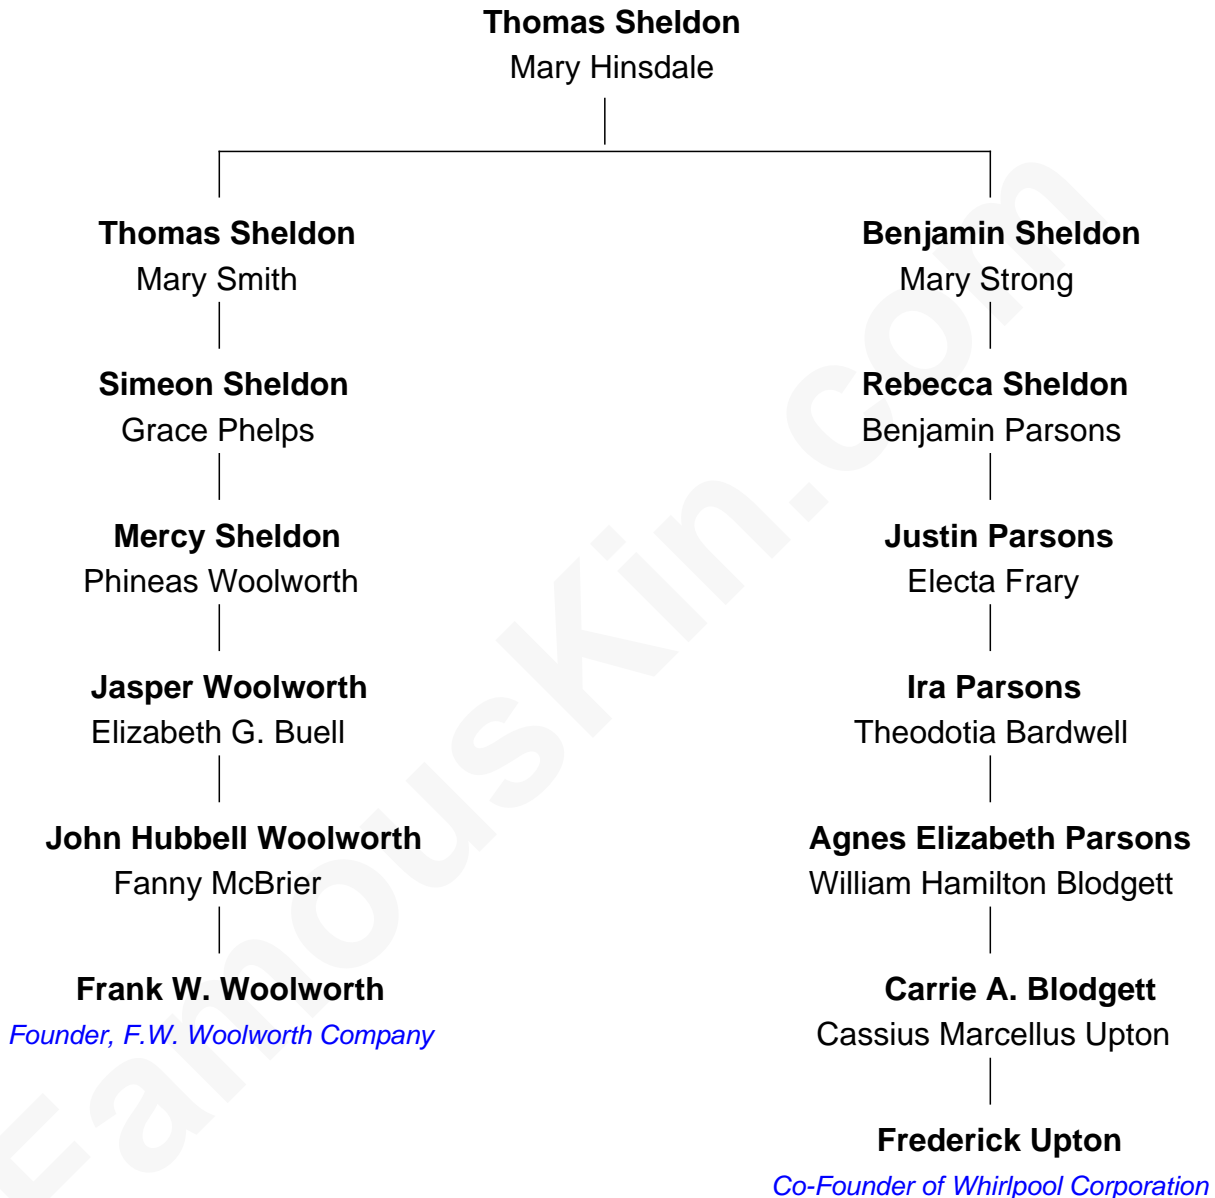 Thomas Sheldon
Mary Hinsdale
Thomas Sheldon
Mary Smith
Benjamin Sheldon
Mary Strong
Simeon Sheldon
Grace Phelps
Rebecca Sheldon
Benjamin Parsons
Mercy Sheldon
Phineas Woolworth
Justin Parsons
Electa Frary
Jasper Woolworth
Elizabeth G. Buell
Ira Parsons
Theodotia Bardwell
John Hubbell Woolworth
Fanny McBrier
Agnes Elizabeth Parsons
William Hamilton Blodgett
Frank W. Woolworth
Founder, F.W. Woolworth Company
Carrie A. Blodgett
Cassius Marcellus Upton
Frederick Upton
Co-Founder of Whirlpool Corporation
FamousKin.com